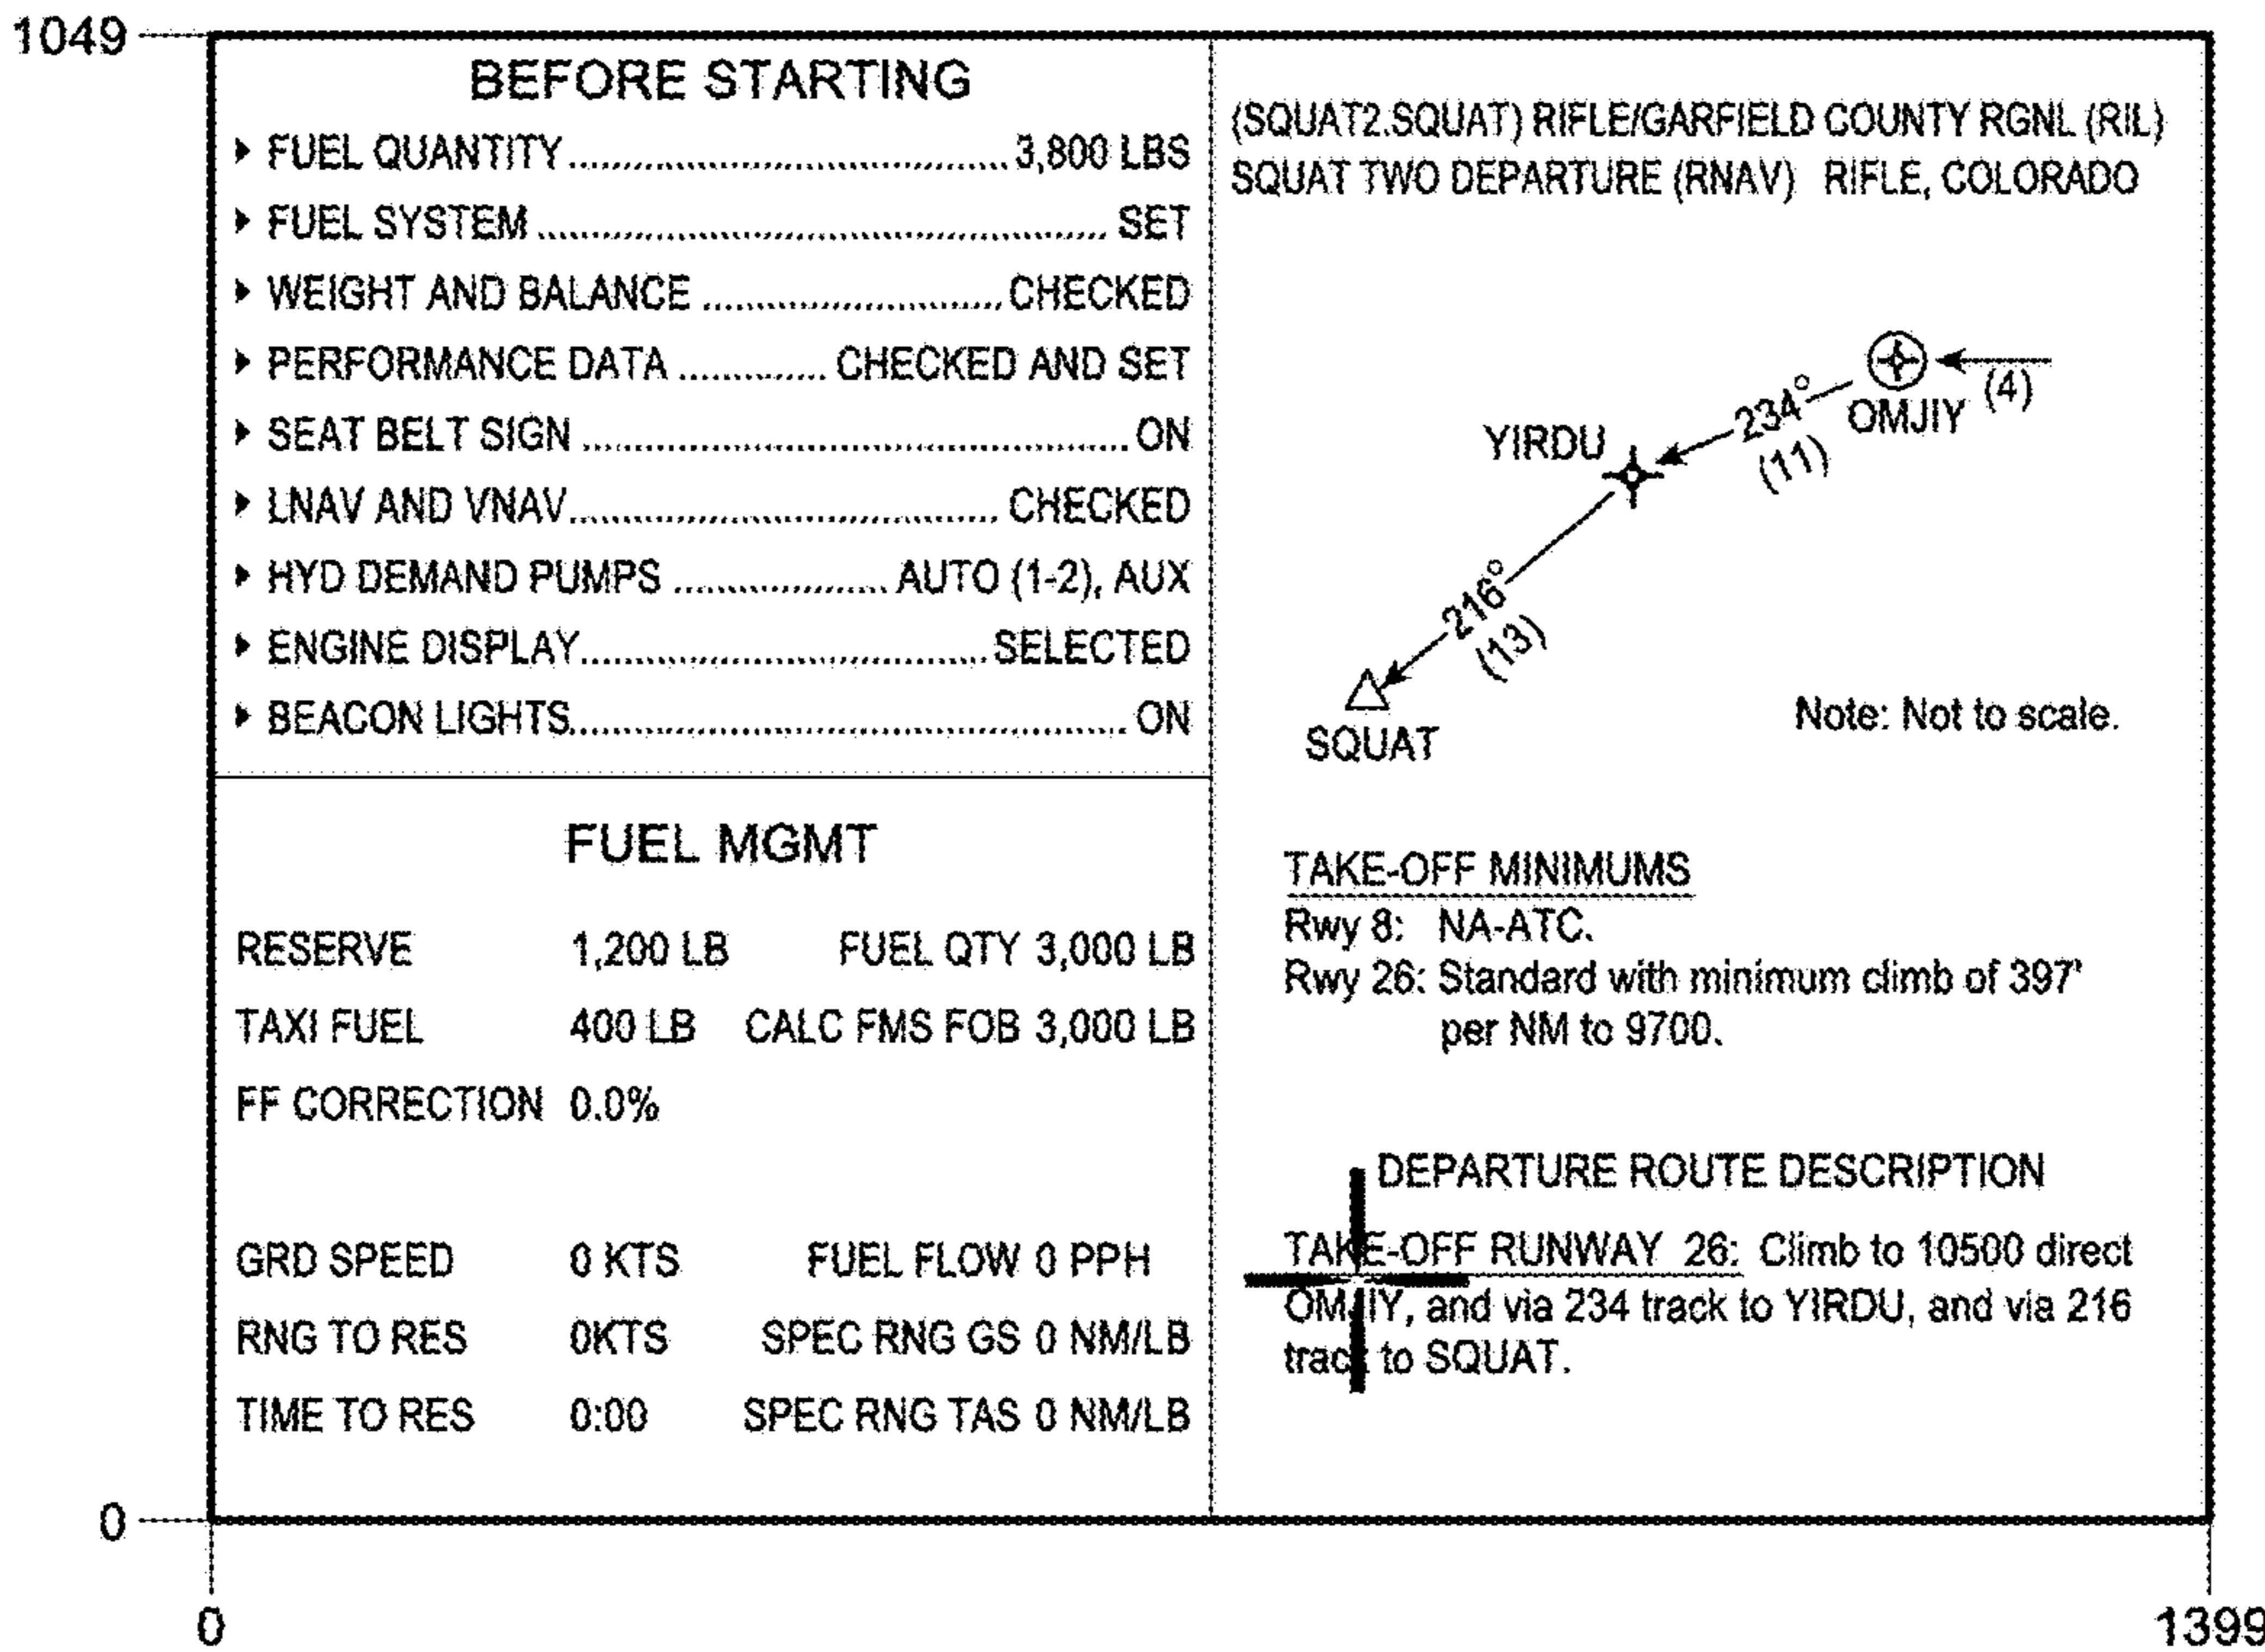 1049
BEFORE STARTING
▸ FUEL QUANTITY........................................3,800 LBS
▸ FUEL SYSTEM.................................................... SET
▸ WEIGHT AND BALANCE ...........................CHECKED
▸ PERFORMANCE DATA ............. CHECKED AND SET
▸ SEAT BELT SIGN .................................................. ON
▸ LNAV AND VNAV....................................... CHECKED
▸ HYD DEMAND PUMPS ................... AUTO (1-2), AUX
▸ ENGINE DISPLAY.....................................SELECTED
▸ BEACON LIGHTS................................................... ON
FUEL MGMT
RESERVE 1,200 LB FUEL QTY 3,000 LB
TAXI FUEL 400 LB CALC FMS FOB 3,000 LB
FF CORRECTION 0.0%
GRD SPEED 0 KTS FUEL FLOW 0 PPH
RNG TO RES 0KTS SPEC RNG GS 0 NM/LB
TIME TO RES 0:00 SPEC RNG TAS 0 NM/LB
(SQUAT2.SQUAT) RIFLE/GARFIELD COUNTY RGNL (RIL)
SQUAT TWO DEPARTURE (RNAV) RIFLE, COLORADO
(4)
OMJIY
234°
(11)
YIRDU
216°
(13)
SQUAT
Note: Not to scale.
TAKE-OFF MINIMUMS
Rwy 8: NA-ATC.
Rwy 26: Standard with minimum climb of 397'
per NM to 9700.
DEPARTURE ROUTE DESCRIPTION
TAKE-OFF RUNWAY 26: Climb to 10500 direct
OMJIY, and via 234 track to YIRDU, and via 216
track to SQUAT.
0
0
1399